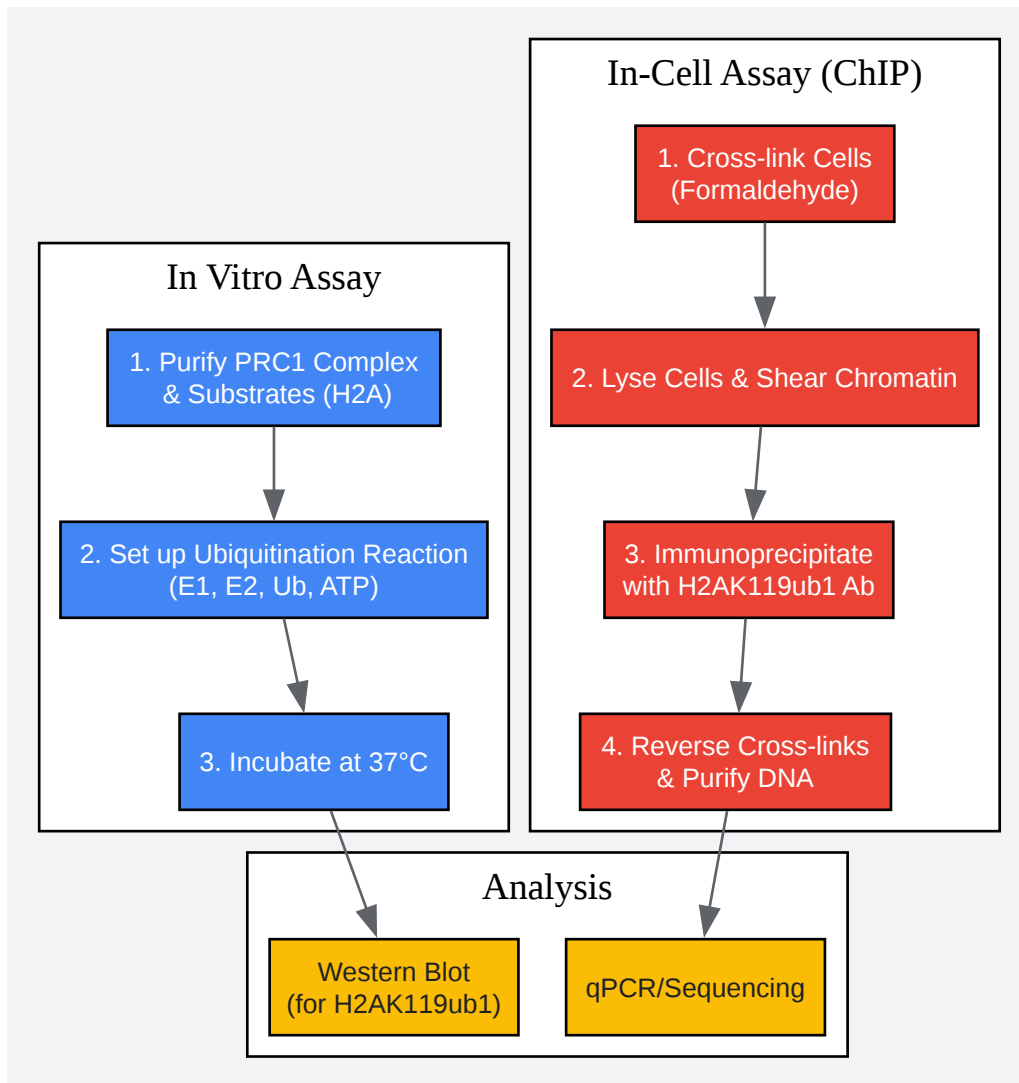 In Vitro Assay
1. Purify PRC1 Complex
& Substrates (H2A)
2. Set up Ubiquitination Reaction
(E1, E2, Ub, ATP)
3. Incubate at 37°C
In-Cell Assay (ChIP)
1. Cross-link Cells
(Formaldehyde)
2. Lyse Cells & Shear Chromatin
3. Immunoprecipitate
with H2AK119ub1 Ab
4. Reverse Cross-links
& Purify DNA
Analysis
Western Blot
(for H2AK119ub1)
qPCR/Sequencing